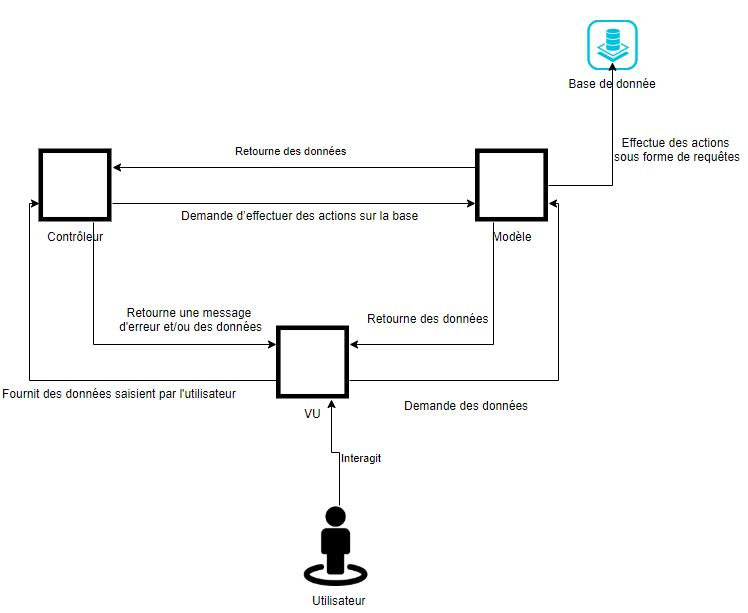 Base de donnée
Effectue des actions
sous forme de requêtes
Retourne des données
Demande d'effectuer des actions sur la base
Contrôleur
Modèle
Retourne une message
d'erreur et/ou des données
Retourne des données
Fournit des données saisient par l'utilisateur
Demande des données
VU
Interagit
Utilisateur